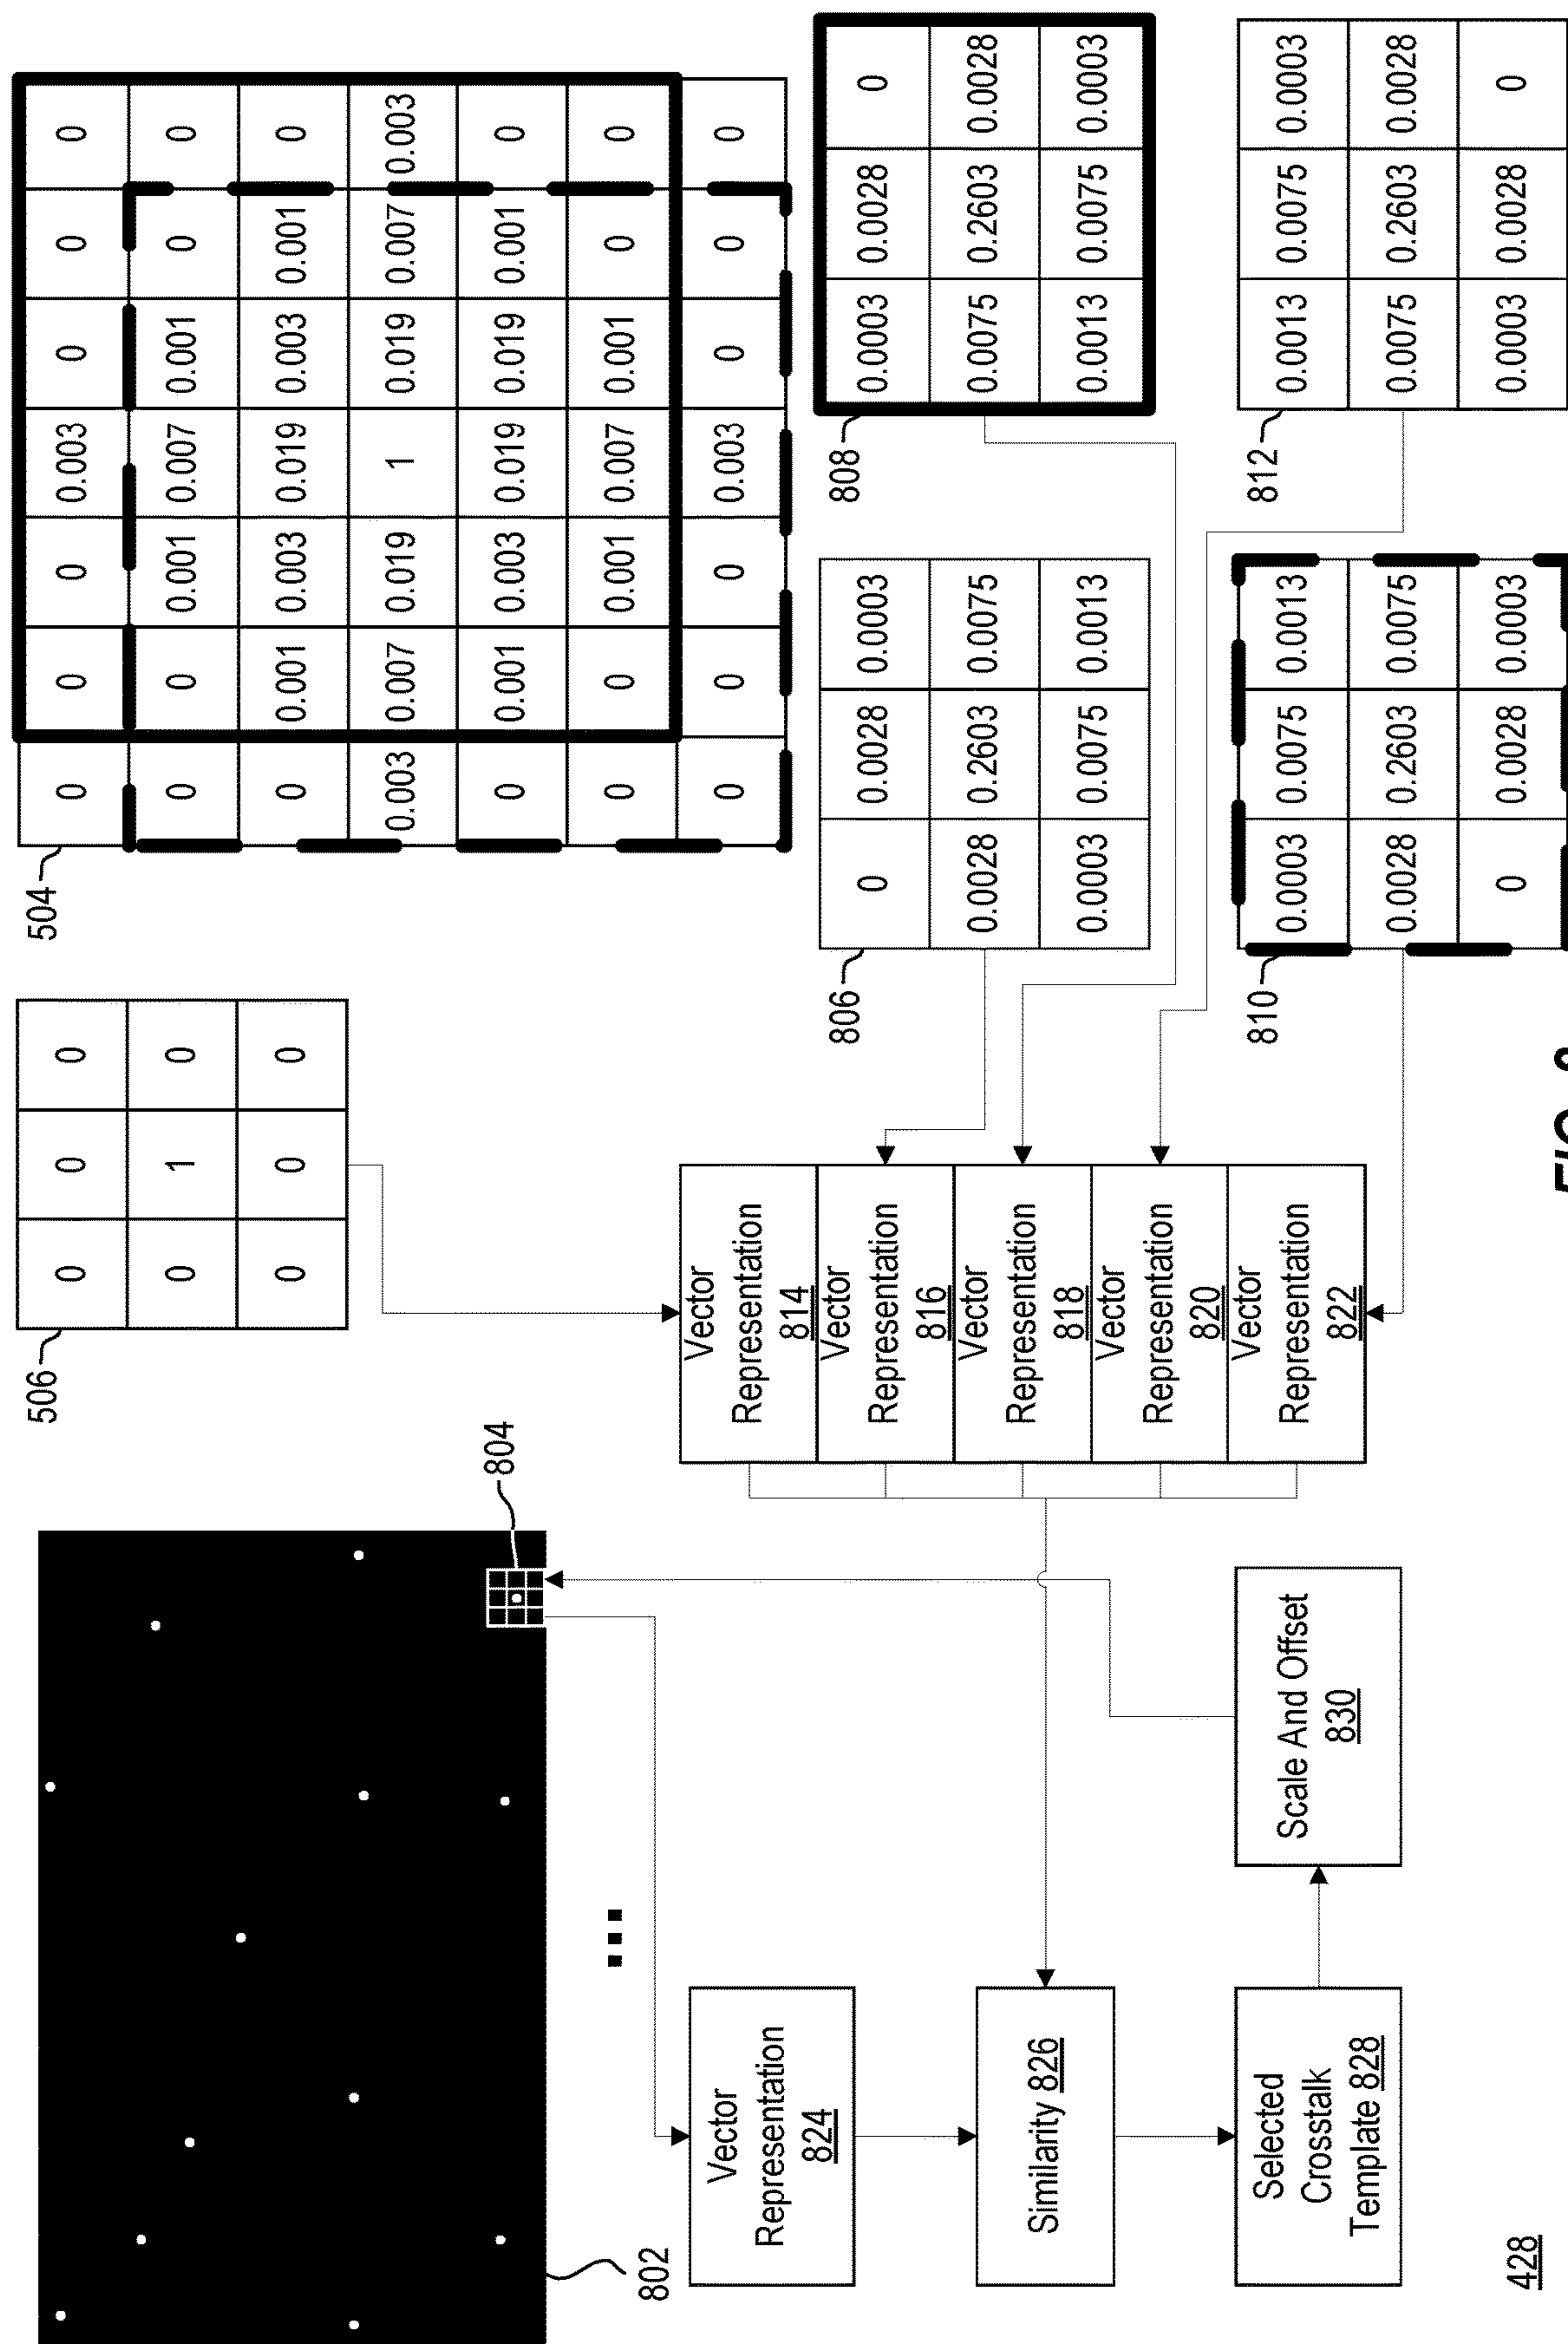 802
804
506
0 0 0
0 1 0
0 0 0
504
0 0 0 0.003 0 0 0
0 0 0.001 0.007 0.001 0 0
0 0.001 0.003 0.019 0.003 0.001 0
0.003 0.007 0.019 1 0.019 0.007 0.003
0 0.001 0.003 0.019 0.019 0.001 0
0 0 0.001 0.007 0.001 0 0
0 0 0 0.003 0 0 0
Vector
Representation
824
Similarity 826
Selected
Crosstalk
Template 828
Scale And Offset
830
Vector
Representation
814
Vector
Representation
816
Vector
Representation
818
Vector
Representation
820
Vector
Representation
822
806
0 0.0028 0.0003
0.0028 0.2603 0.0075
0.0003 0.0075 0.0013
808
0.0003 0.0028 0
0.0075 0.2603 0.0028
0.0013 0.0075 0.0003
810
0.0003 0.0075 0.0013
0.0028 0.2603 0.0075
0 0.0028 0.0003
812
0.0013 0.0075 0.0003
0.0075 0.2603 0.0028
0.0003 0.0028 0
428